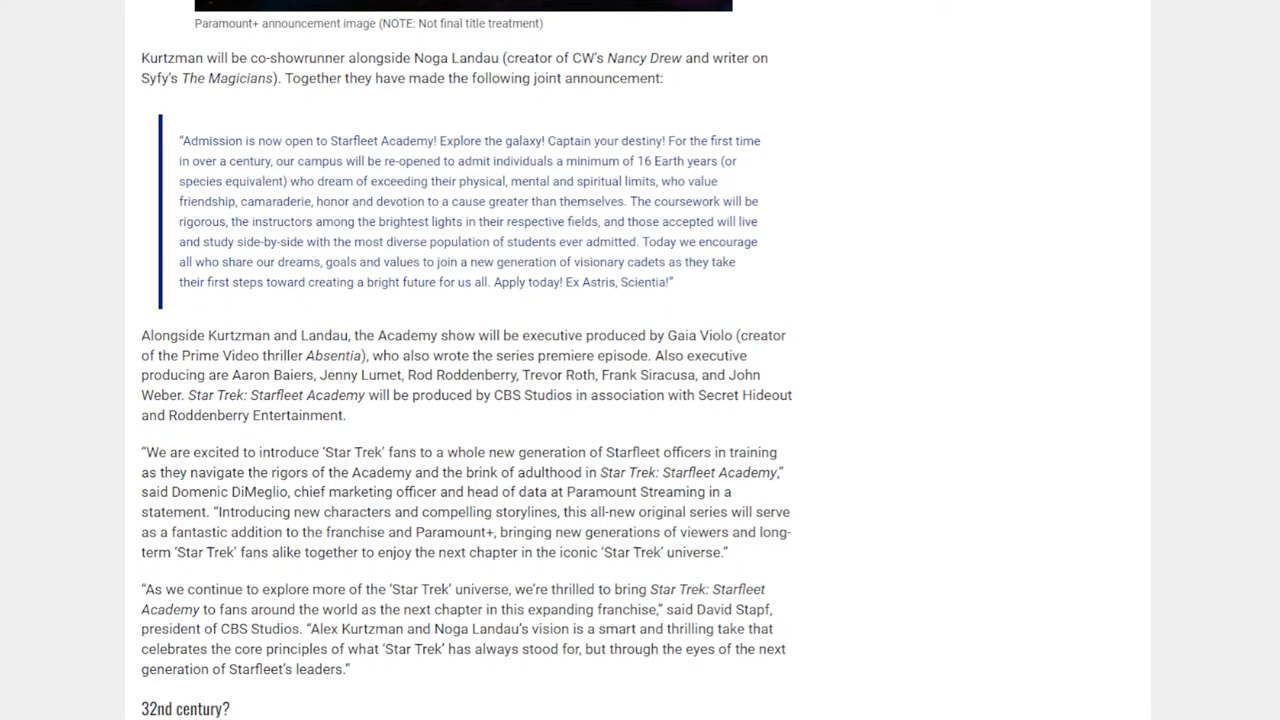 Paramount+ announcement image (NOTE: Not final title treatment)
Kurtzman will be co-showrunner alongside Noga Landau (creator of CW’s Nancy Drew and writer on
Syfy’s The Magicians). Together they have made the following joint announcement:
“Admission is now open to Starfleet Academy! Explore the galaxy! Captain your destiny! For the first time
in over a century, our campus will be re-opened to admit individuals a minimum of 16 Earth years (or
species equivalent) who dream of exceeding their physical, mental and spiritual limits, who value
friendship, camaraderie, honor and devotion to a cause greater than themselves. The coursework will be
rigorous, the instructors among the brightest lights in their respective fields, and those accepted will live
and study side-by-side with the most diverse population of students ever admitted. Today we encourage
all who share our dreams, goals and values to join a new generation of visionary cadets as they take
their first steps toward creating a bright future for us all. Apply today! Ex Astris, Scientia!”
Alongside Kurtzman and Landau, the Academy show will be executive produced by Gaia Violo (creator
of the Prime Video thriller Absentia), who also wrote the series premiere episode. Also executive
producing are Aaron Baiers, Jenny Lumet, Rod Roddenberry, Trevor Roth, Frank Siracusa, and John
Weber. Star Trek: Starfleet Academy will be produced by CBS Studios in association with Secret Hideout
and Roddenberry Entertainment.
“We are excited to introduce ‘Star Trek’ fans to a whole new generation of Starfleet officers in training
as they navigate the rigors of the Academy and the brink of adulthood in Star Trek: Starfleet Academy,”
said Domenic DiMeglio, chief marketing officer and head of data at Paramount Streaming in a
statement. “Introducing new characters and compelling storylines, this all-new original series will serve
as a fantastic addition to the franchise and Paramount+, bringing new generations of viewers and long-
term ‘Star Trek’ fans alike together to enjoy the next chapter in the iconic ‘Star Trek’ universe.”
“As we continue to explore more of the ‘Star Trek’ universe, we’re thrilled to bring Star Trek: Starfleet
Academy to fans around the world as the next chapter in this expanding franchise,” said David Stapf,
president of CBS Studios. “Alex Kurtzman and Noga Landau’s vision is a smart and thrilling take that
celebrates the core principles of what ‘Star Trek’ has always stood for, but through the eyes of the next
generation of Starfleet’s leaders.”
32nd century?